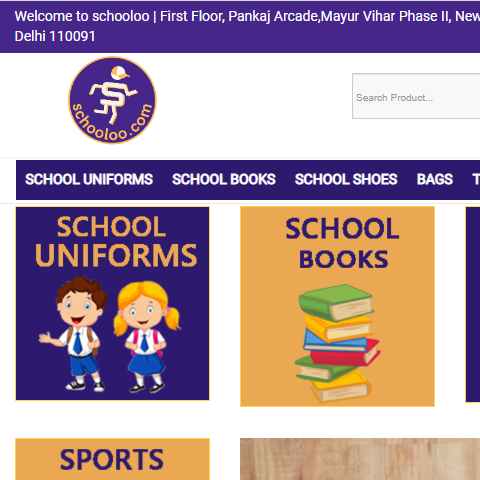 Welcome to schooloo | First Floor, Pankaj Arcade,Mayur Vihar Phase II, New
Delhi 110091
schooloo.com
Search Product...
SCHOOL UNIFORMS SCHOOL BOOKS SCHOOL SHOES BAGS T
SCHOOL
UNIFORMS
SCHOOL
BOOKS
SPORTS